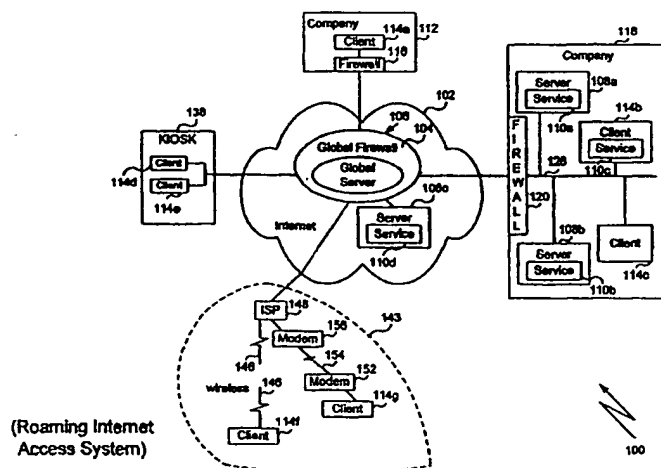 Company
Client
114a
Firewall
116
112
102
118
Company
Server
108a
Service
110a
114b
Client
Service
110c
FIREWALL
120
126
108b
Server
Service
110b
Client
114c
138
KIOSK
Client
114d
Client
114e
106
104
Global Firewall
Global
Server
Internet
108c
Server
Service
110d
ISP
148
143
156
Modem
146
154
wireless
146
152
Modem
Client
114g
Client
114f
(Roaming Internet
Access System)
100